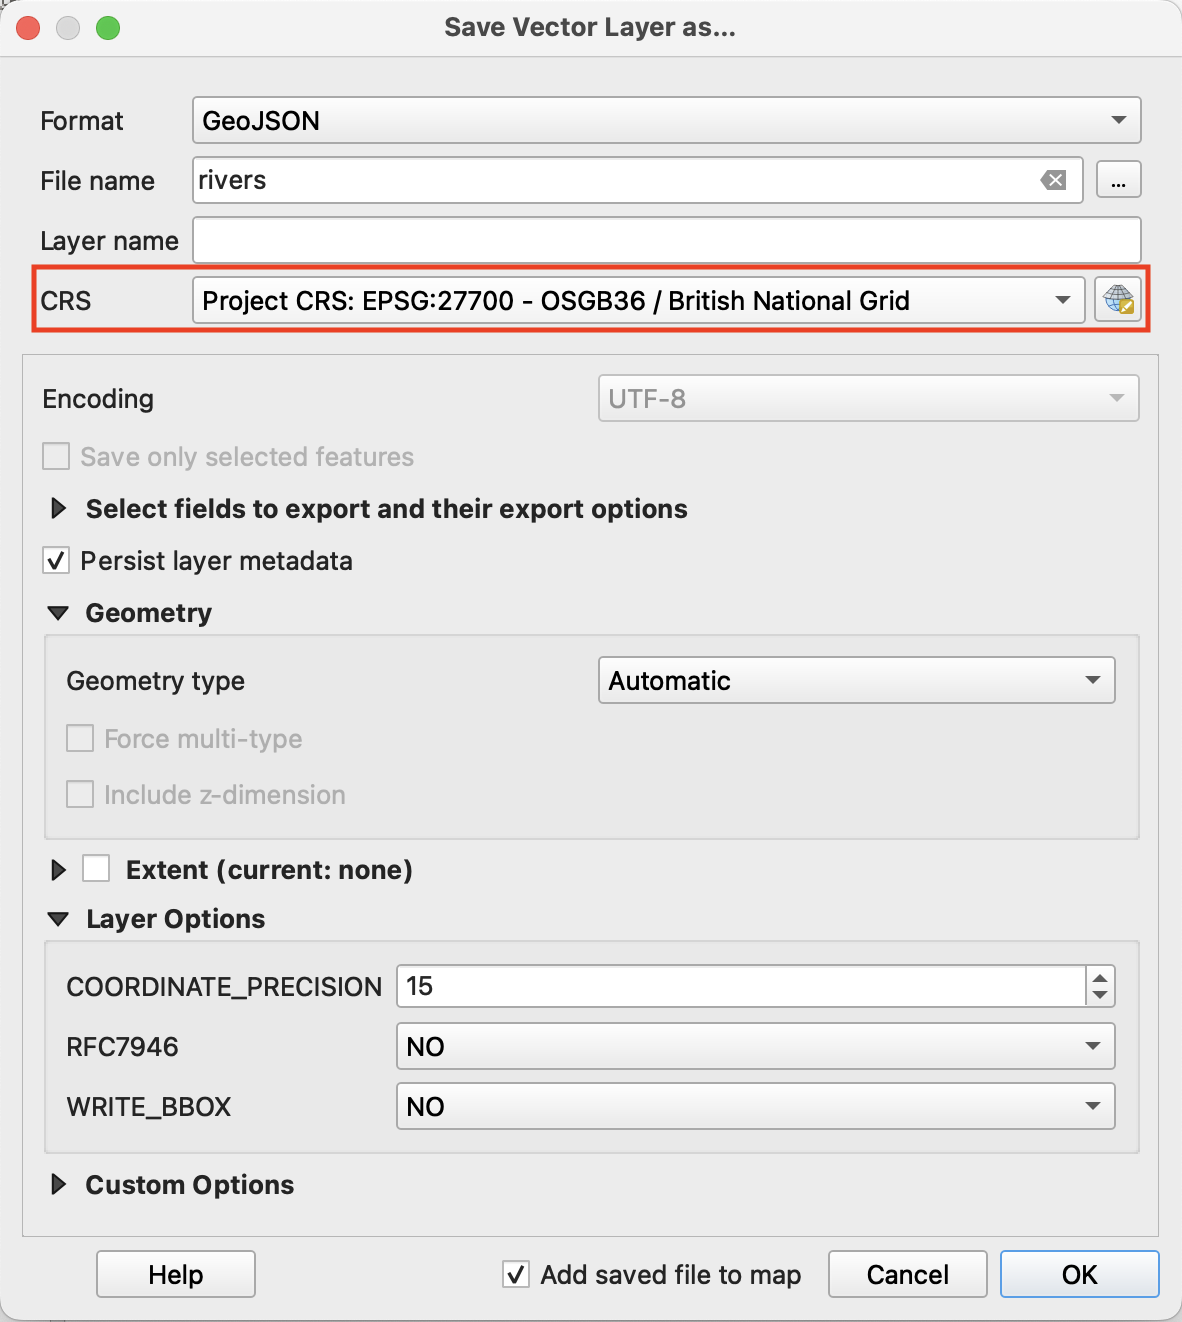 Save Vector Layer as...
Format GeoJSON
File name rivers ...
Layer name
CRS Project CRS: EPSG:27700 - OSGB36 / British National Grid
Encoding UTF-8
Save only selected features
Select fields to export and their export options
Persist layer metadata
Geometry
Geometry type Automatic
Force multi-type
Include z-dimension
Extent (current: none)
Layer Options
COORDINATE_PRECISION 15
RFC7946 NO
WRITE_BBOX NO
Custom Options
Help Add saved file to map Cancel OK